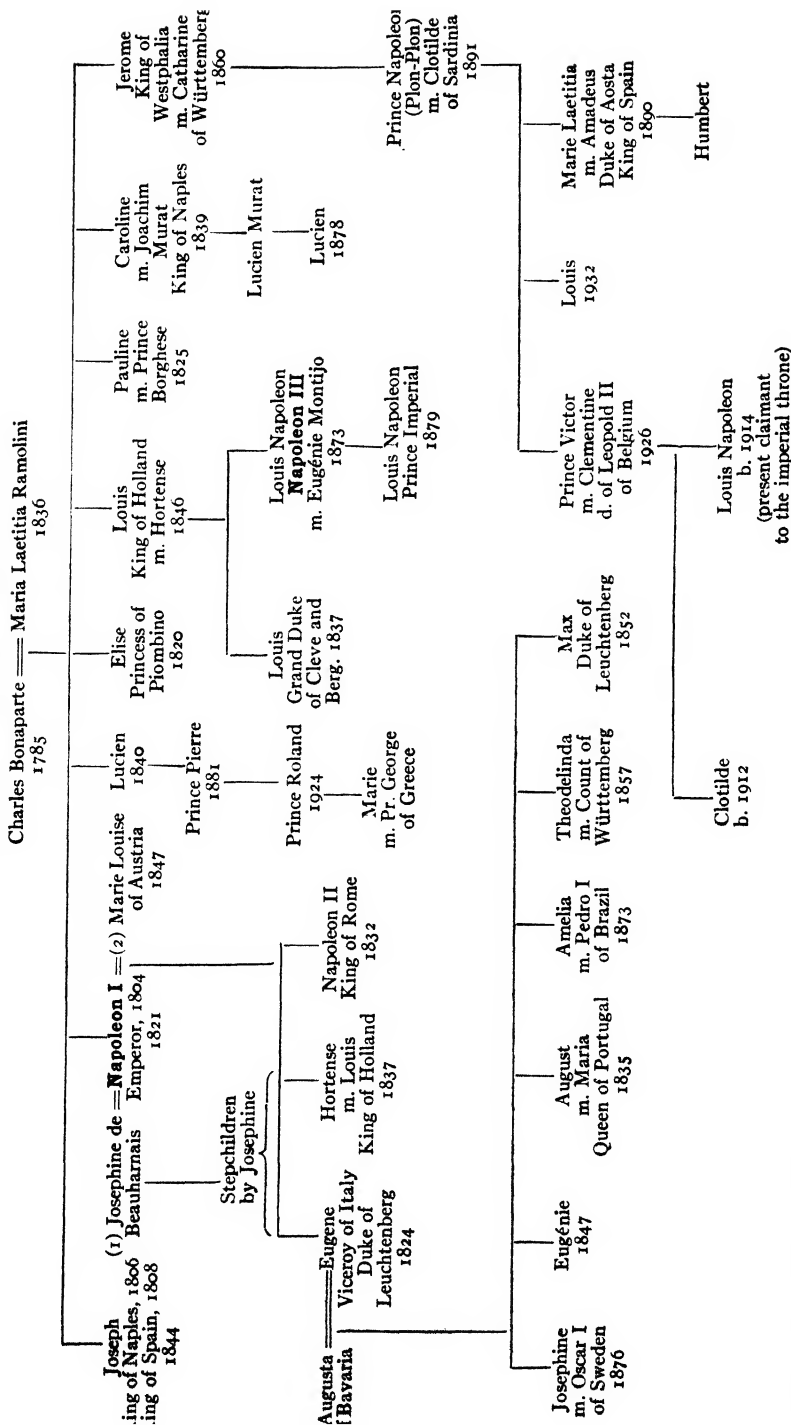 Charles Bonaparte == Maria Laetitia Ramolini
1785
1836
Joseph
.ing of Naples, 1806
.ing of Spain, 1808
1844
(1) Josephine de
Beauharnais
= Napoleon I =
Emperor, 1804
1821
(2) Marie Louise
of Austria
1847
Lucien
1840
Elise
Princess of
Piombino
1820
Louis
King of Holland
m. Hortense
1846
Pauline
m. Prince
Borghese
1825
Caroline
m. Joachim
Murat
King of Naples
1839
Jerome
King of
Westphalia
m. Catharine
of Württemberg
1860
Stepchildren
by Josephine
Prince Pierre
1881
Lucien Murat
Augusta
f Bavaria
Eugene
Viceroy of Italy
Duke of
Leuchtenberg
1824
Hortense
m. Louis
King of Holland
1837
Napoleon II
King of Rome
1832
Prince Roland
1924
Marie
m. Pr. George
of Greece
Louis
Grand Duke
of Cleve and
Berg. 1837
Louis Napoleon
Napoleon III
m. Eugénie Montijo
1873
Louis Napoleon
Prince Imperial
1879
Lucien
1878
Prince Napoleon
(Plon-Plon)
m. Clotilde
of Sardinia
1891
Josephine
m. Oscar I
of Sweden
1876
Eugénie
1847
August
m. Maria
Queen of Portugal
1835
Amelia
m. Pedro I
of Brazil
1873
Theodelinda
m. Count of
Württemberg
1857
Max
Duke of
Leuchtenberg
1852
Prince Victor
m. Clementine
d. of Leopold II
of Belgium
1926
Louis
1932
Marie Laetitia
m. Amadeus
Duke of Aosta
King of Spain
1890
Humbert
Clotilde
b. 1912
Louis Napoleon
b. 1914
(present claimant
to the imperial throne)